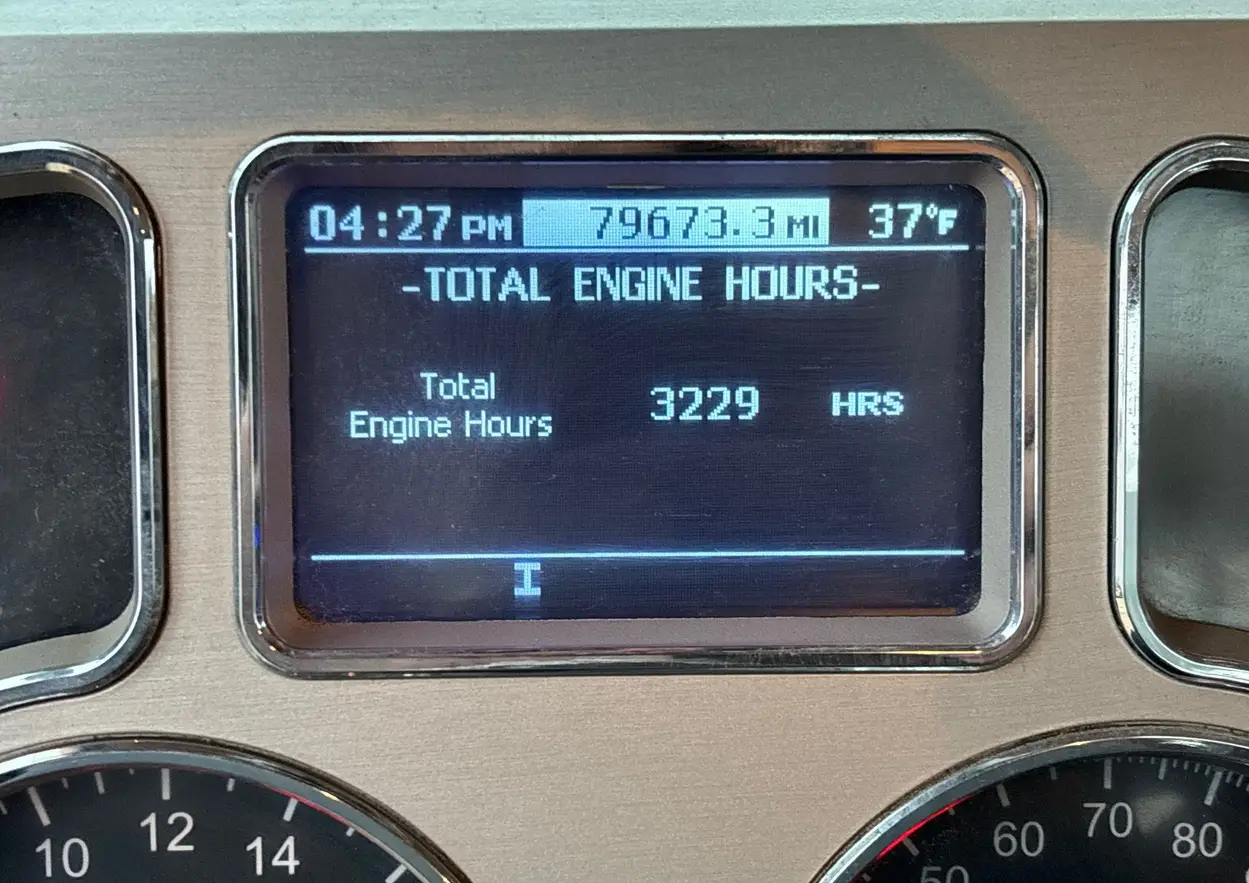 04:27 PM 79673.3 MI 37°F
-TOTAL ENGINE HOURS-
Total
Engine Hours 3229 HRS
10 12 14
50 60 70 80